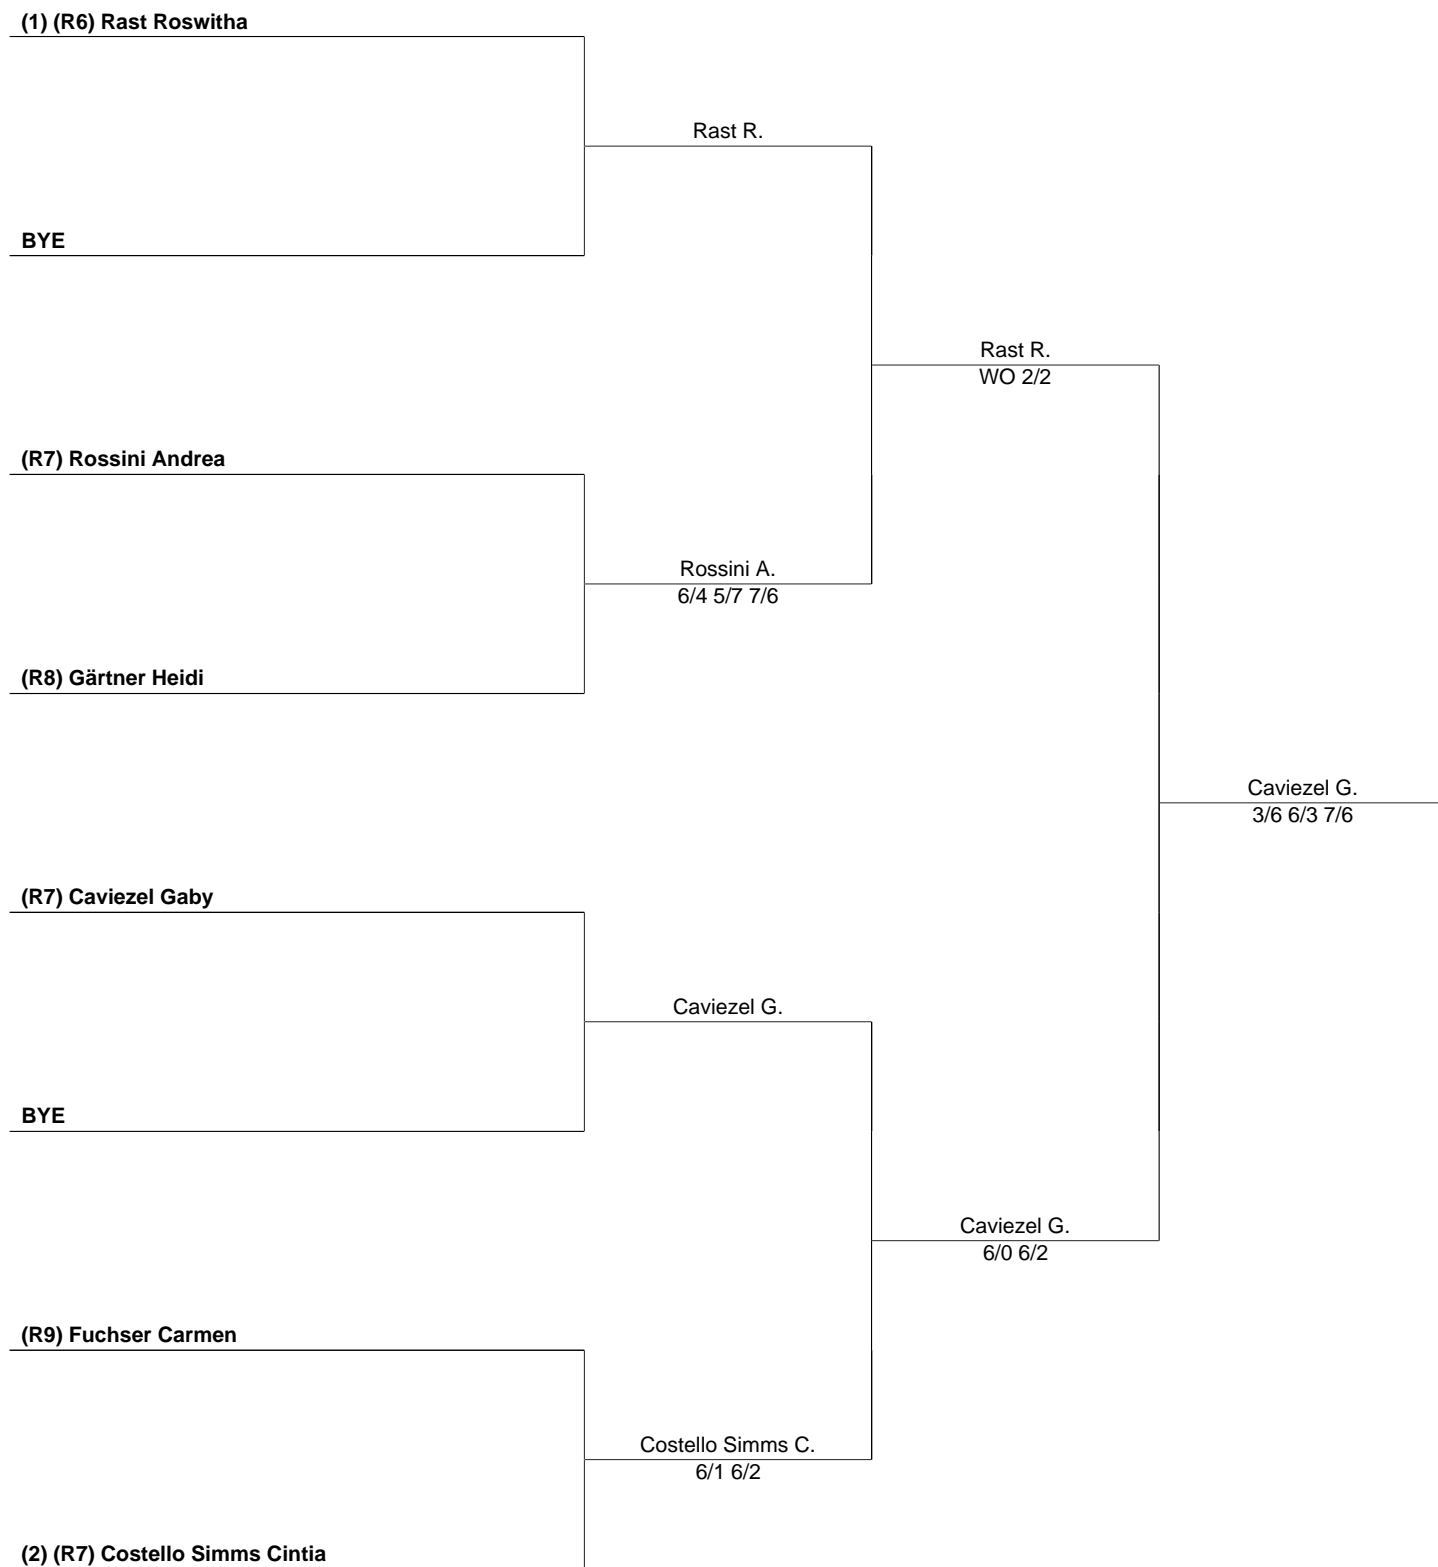 (1) (R6) Rast Roswitha
Rast R.
BYE
Rast R.
WO 2/2
(R7) Rossini Andrea
Rossini A.
6/4 5/7 7/6
(R8) Gärtner Heidi
Caviezel G.
3/6 6/3 7/6
(R7) Caviezel Gaby
Caviezel G.
BYE
Caviezel G.
6/0 6/2
(R9) Fuchser Carmen
Costello Simms C.
6/1 6/2
(2) (R7) Costello Simms Cintia